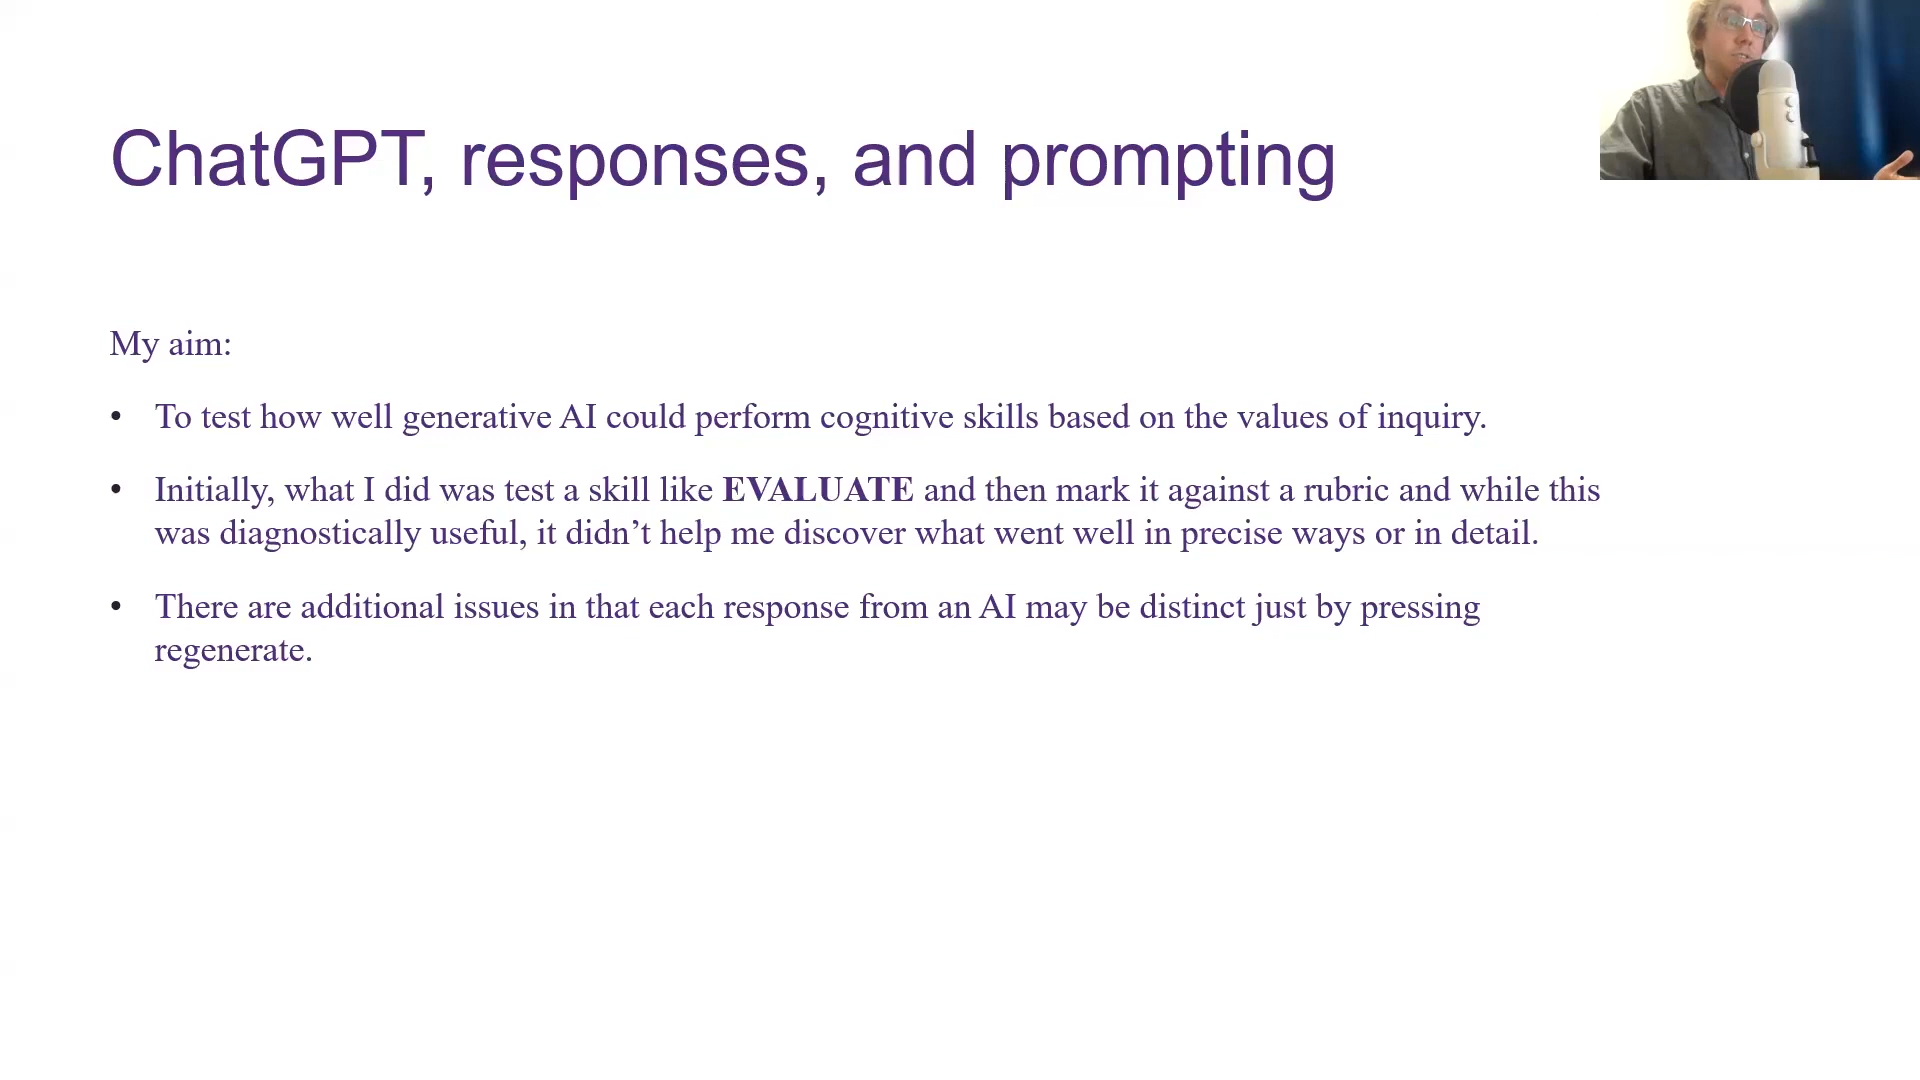 ChatGPT, responses, and prompting
My aim:
• To test how well generative AI could perform cognitive skills based on the values of inquiry.
• Initially, what I did was test a skill like EVALUATE and then mark it against a rubric and while this
was diagnostically useful, it didn’t help me discover what went well in precise ways or in detail.
• There are additional issues in that each response from an AI may be distinct just by pressing
regenerate.